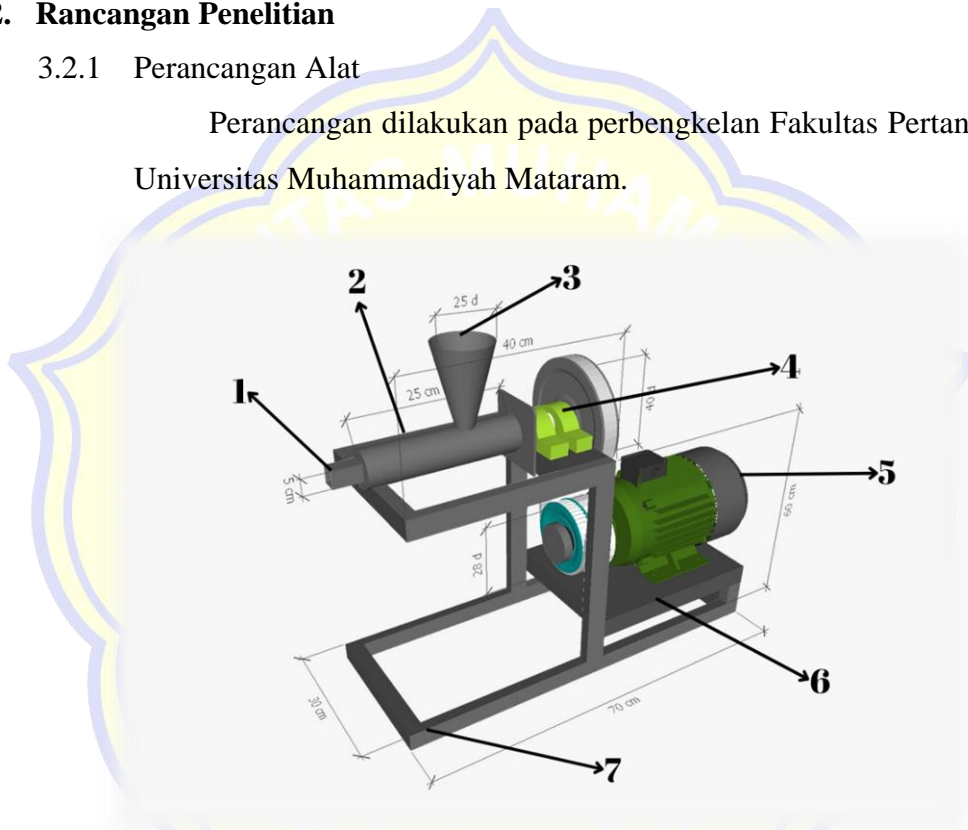 2. Rancangan Penelitian
3.2.1 Perancangan Alat
Perancangan dilakukan pada perbengkelan Fakultas Pertan
Universitas Muhammadiyah Mataram.
TAS MUHAM
2
3
25 d
40 cm
25 cm
4
40 d
1
5 cm
5
60 cm
28 d
6
30 cm
70 cm
7